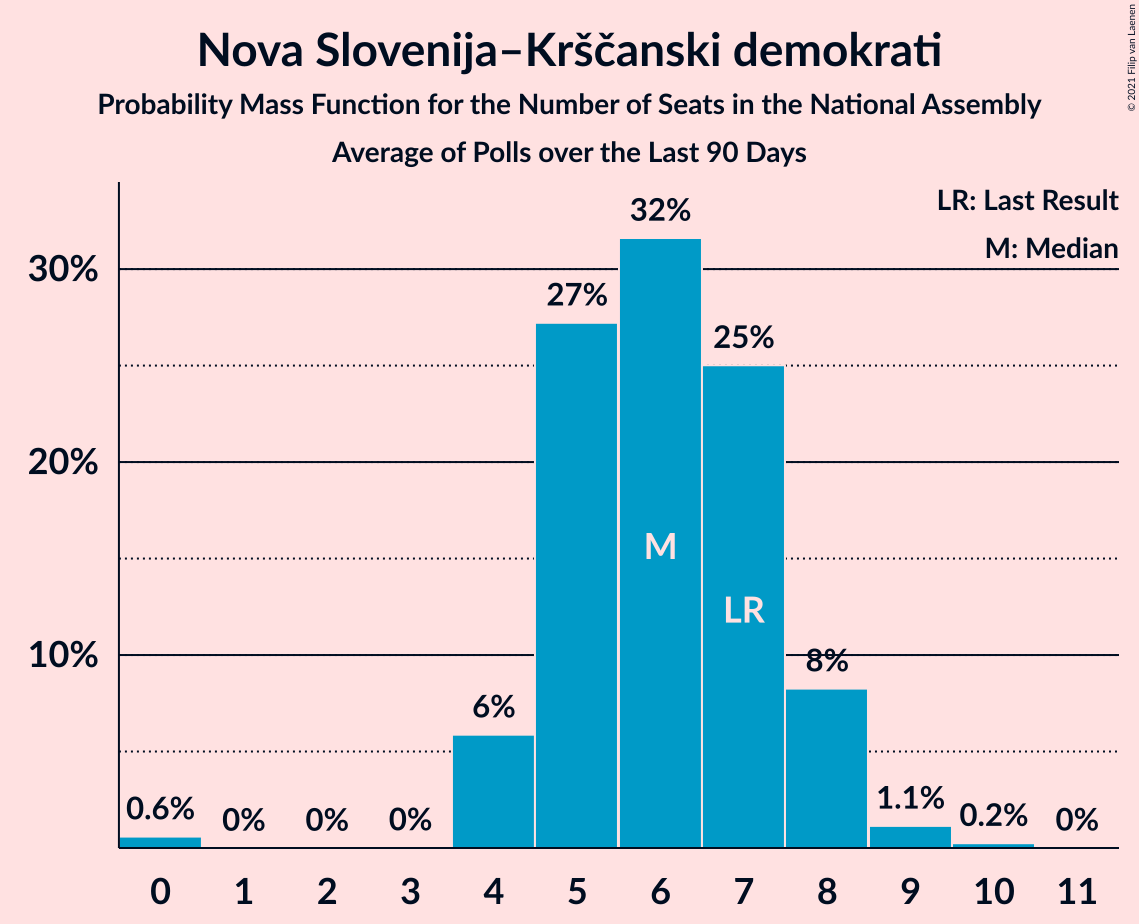 Nova Slovenija–Krščanski demokrati
Probability Mass Function for the Number of Seats in the National Assembly
Average of Polls over the Last 90 Days
© 2021 Filip van Laenen
LR: Last Result
M: Median
30%
20%
10%
0.6%
0%
0%
0%
6%
27%
32%
25%
8%
1.1%
0.2%
0%
M
LR
0 1 2 3 4 5 6 7 8 9 10 11